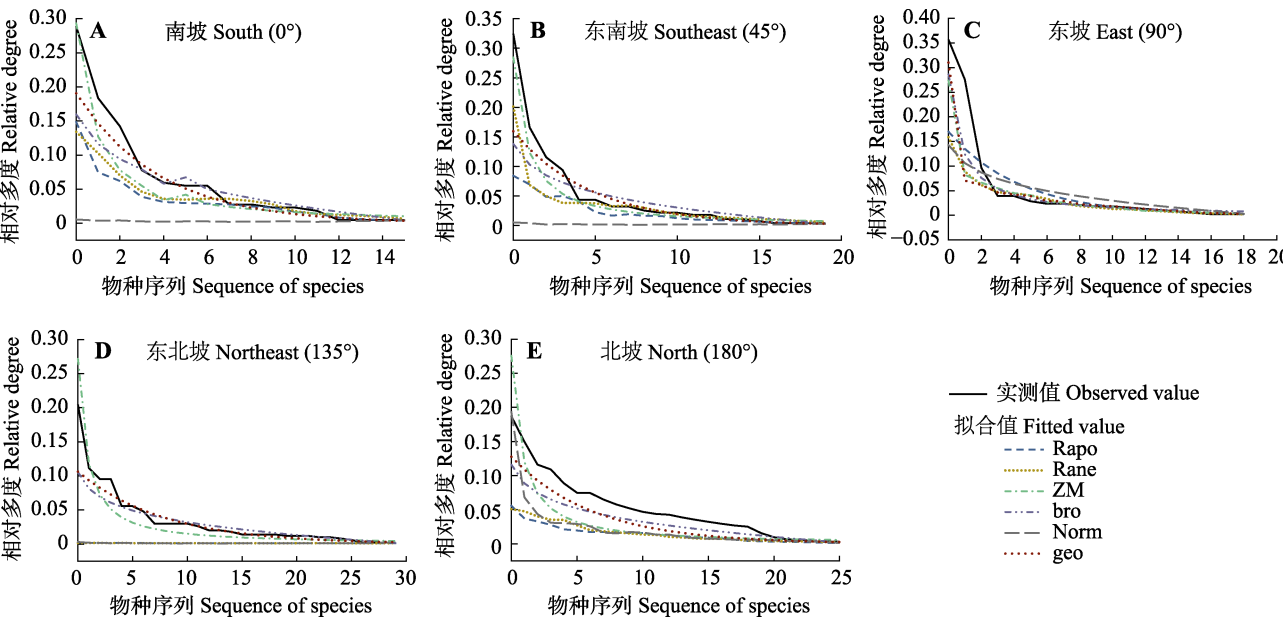 A 南坡 South (0°)
相对多度 Relative degree
0.30
0.25
0.20
0.15
0.10
0.05
0
0 2 4 6 8 10 12 14
物种序列 Sequence of species
B 东南坡 Southeast (45°)
相对多度 Relative degree
0.35
0.30
0.25
0.20
0.15
0.10
0.05
0
0 5 10 15 20
物种序列 Sequence of species
C 东坡 East (90°)
相对多度 Relative degree
0.40
0.35
0.30
0.25
0.20
0.15
0.10
0.05
0
−0.05
0 2 4 6 8 10 12 14 16 18 20
物种序列 Sequence of species
D 东北坡 Northeast (135°)
相对多度 Relative degree
0.30
0.25
0.20
0.15
0.10
0.05
0
0 5 10 15 20 25 30
物种序列 Sequence of species
E 北坡 North (180°)
相对多度 Relative degree
0.30
0.25
0.20
0.15
0.10
0.05
0
0 5 10 15 20 25
物种序列 Sequence of species
实测值 Observed value
拟合值 Fitted value
Rapo
Rane
ZM
bro
Norm
geo